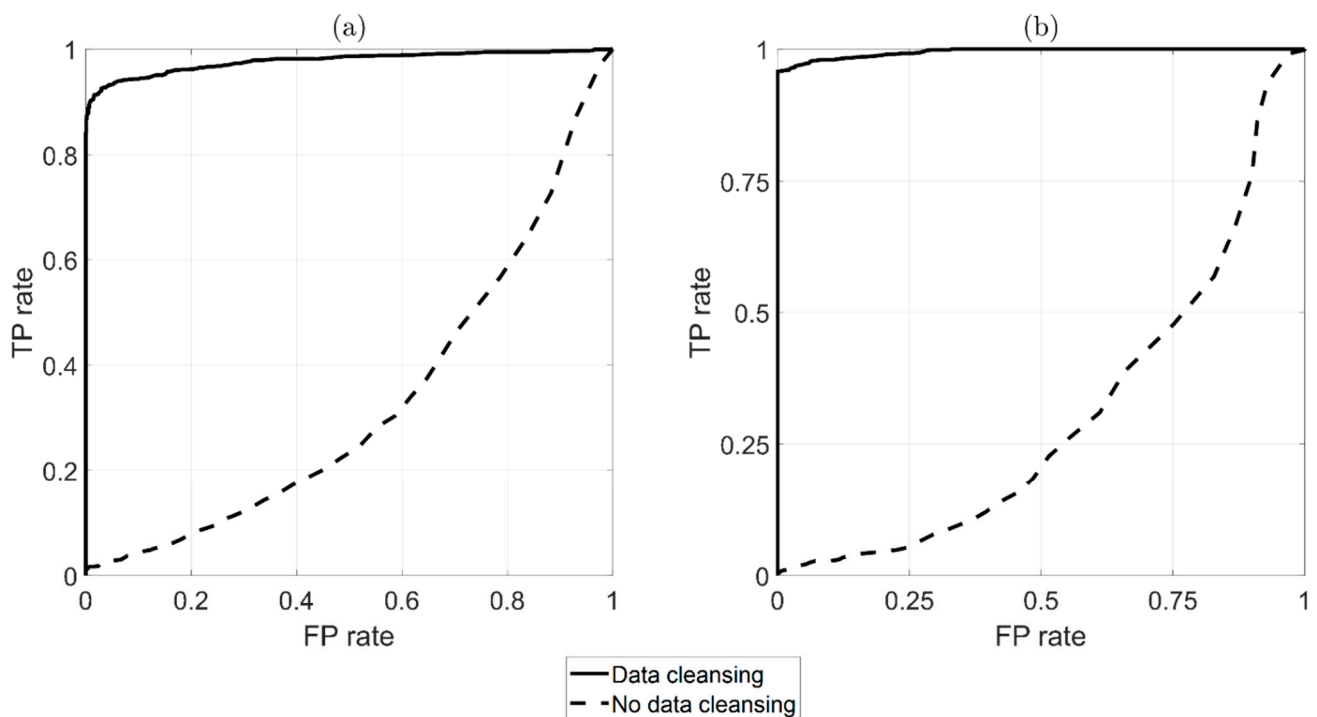 (a)
1
0.8
0.6
0.4
0.2
0
TP rate
0 0.2 0.4 0.6 0.8 1
FP rate
(b)
1
0.75
0.5
0.25
0
TP rate
0 0.25 0.5 0.75 1
FP rate
Data cleansing
No data cleansing